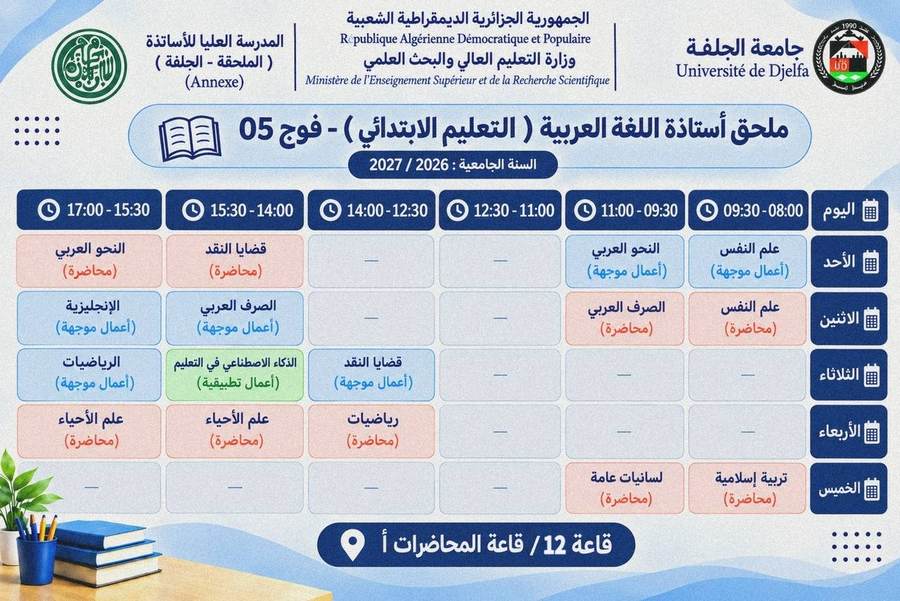 المدرسة العليا للأساتذة
( الملحقة - الجلفة )
(Annexe)
الجمهورية الجزائرية الديمقراطية الشعبية
République Algérienne Démocratique et Populaire
وزارة التعليم العالي والبحث العلمي
Ministère de l'Enseignement Supérieur et de la Recherche Scientifique
جامعة الجلفة
Université de Djelfa
1990
ملحق أستاذة اللغة العربية ( التعليم الابتدائي ) - فوج 05
السنة الجامعية : 2026 / 2027
اليوم 08:00 - 09:30 09:30 - 11:00 11:00 - 12:30 12:30 - 14:00 14:00 - 15:30 15:30 - 17:00
الأحد
علم النفس
(أعمال موجهة)
النحو العربي
(أعمال موجهة)
—
—
قضايا النقد
(محاضرة)
النحو العربي
(محاضرة)
الاثنين
علم النفس
(محاضرة)
الصرف العربي
(محاضرة)
—
—
الصرف العربي
(أعمال موجهة)
الإنجليزية
(أعمال موجهة)
الثلاثاء
—
—
—
قضايا النقد
(أعمال موجهة)
الذكاء الاصطناعي في التعليم
(أعمال تطبيقية)
الرياضيات
(أعمال موجهة)
الأربعاء
—
—
—
رياضيات
(محاضرة)
علم الأحياء
(محاضرة)
علم الأحياء
(محاضرة)
الخميس
تربية إسلامية
(محاضرة)
لسانيات عامة
(محاضرة)
—
—
—
—
قاعة 12 / قاعة المحاضرات أ